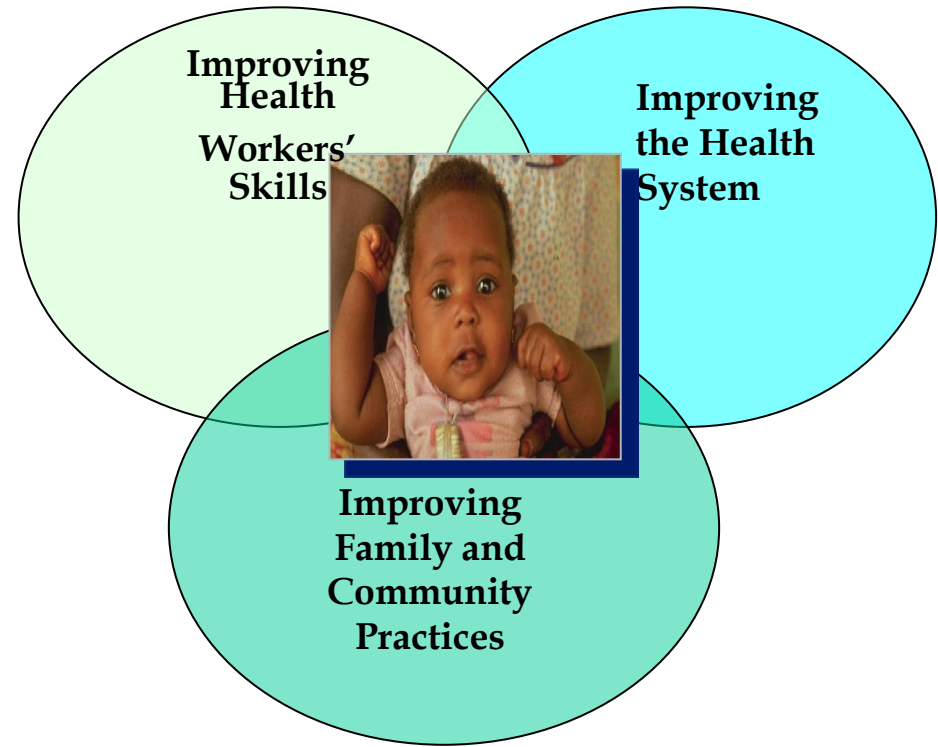 Improving
Health
Workers’
Skills
Improving
the Health
System
Improving
Family and
Community
Practices